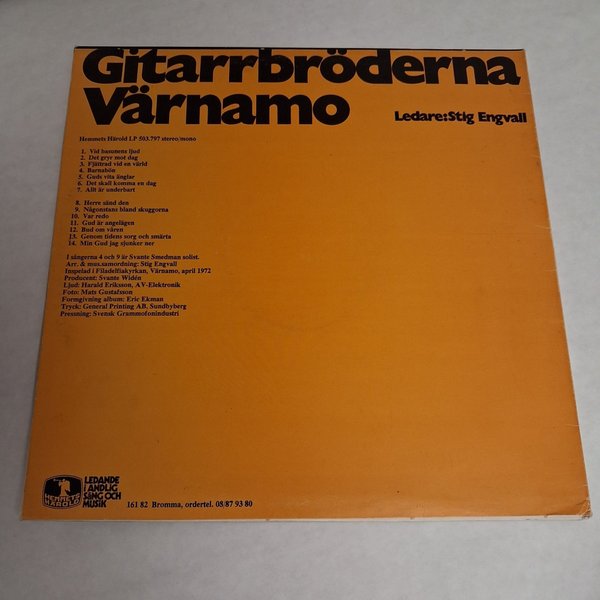 Gitarrbröderna
Värnamo
Ledare:Stig Engvall
Hemmets Härold LP 503.797 stereo/mono
1. Vid basunens ljud
2. Det gryr mot dag
3. Fjättrad vid en värld
4. Barnabön
5. Guds vita änglar
6. Det skall komma en dag
7. Allt är underbart
8. Herre sänd den
9. Någonstans bland skuggorna
10. Var redo
11. Gud är angelägen
12. Bud om våren
13. Genom tidens sorg och smärta
14. Min Gud jag sjunker ner
I sångerna 4 och 9 är Svante Smedman solist.
Arr. & mus.samordning: Stig Engvall
Inspelad i Filadelfiakyrkan, Värnamo, april 1972
Producent: Svante Widén
Ljud: Harald Eriksson, AV-Elektronik
Foto: Mats Gustafsson
Formgivning album: Eric Ekman
Tryck: General Printing AB, Sundbyberg
Pressning: Svensk Grammofonindustri
HEMMETS
HÄROLD
LEDANDE
I ANDLIG
SÅNG OCH
MUSIK
161 82 Bromma, ordertel. 08/87 93 80